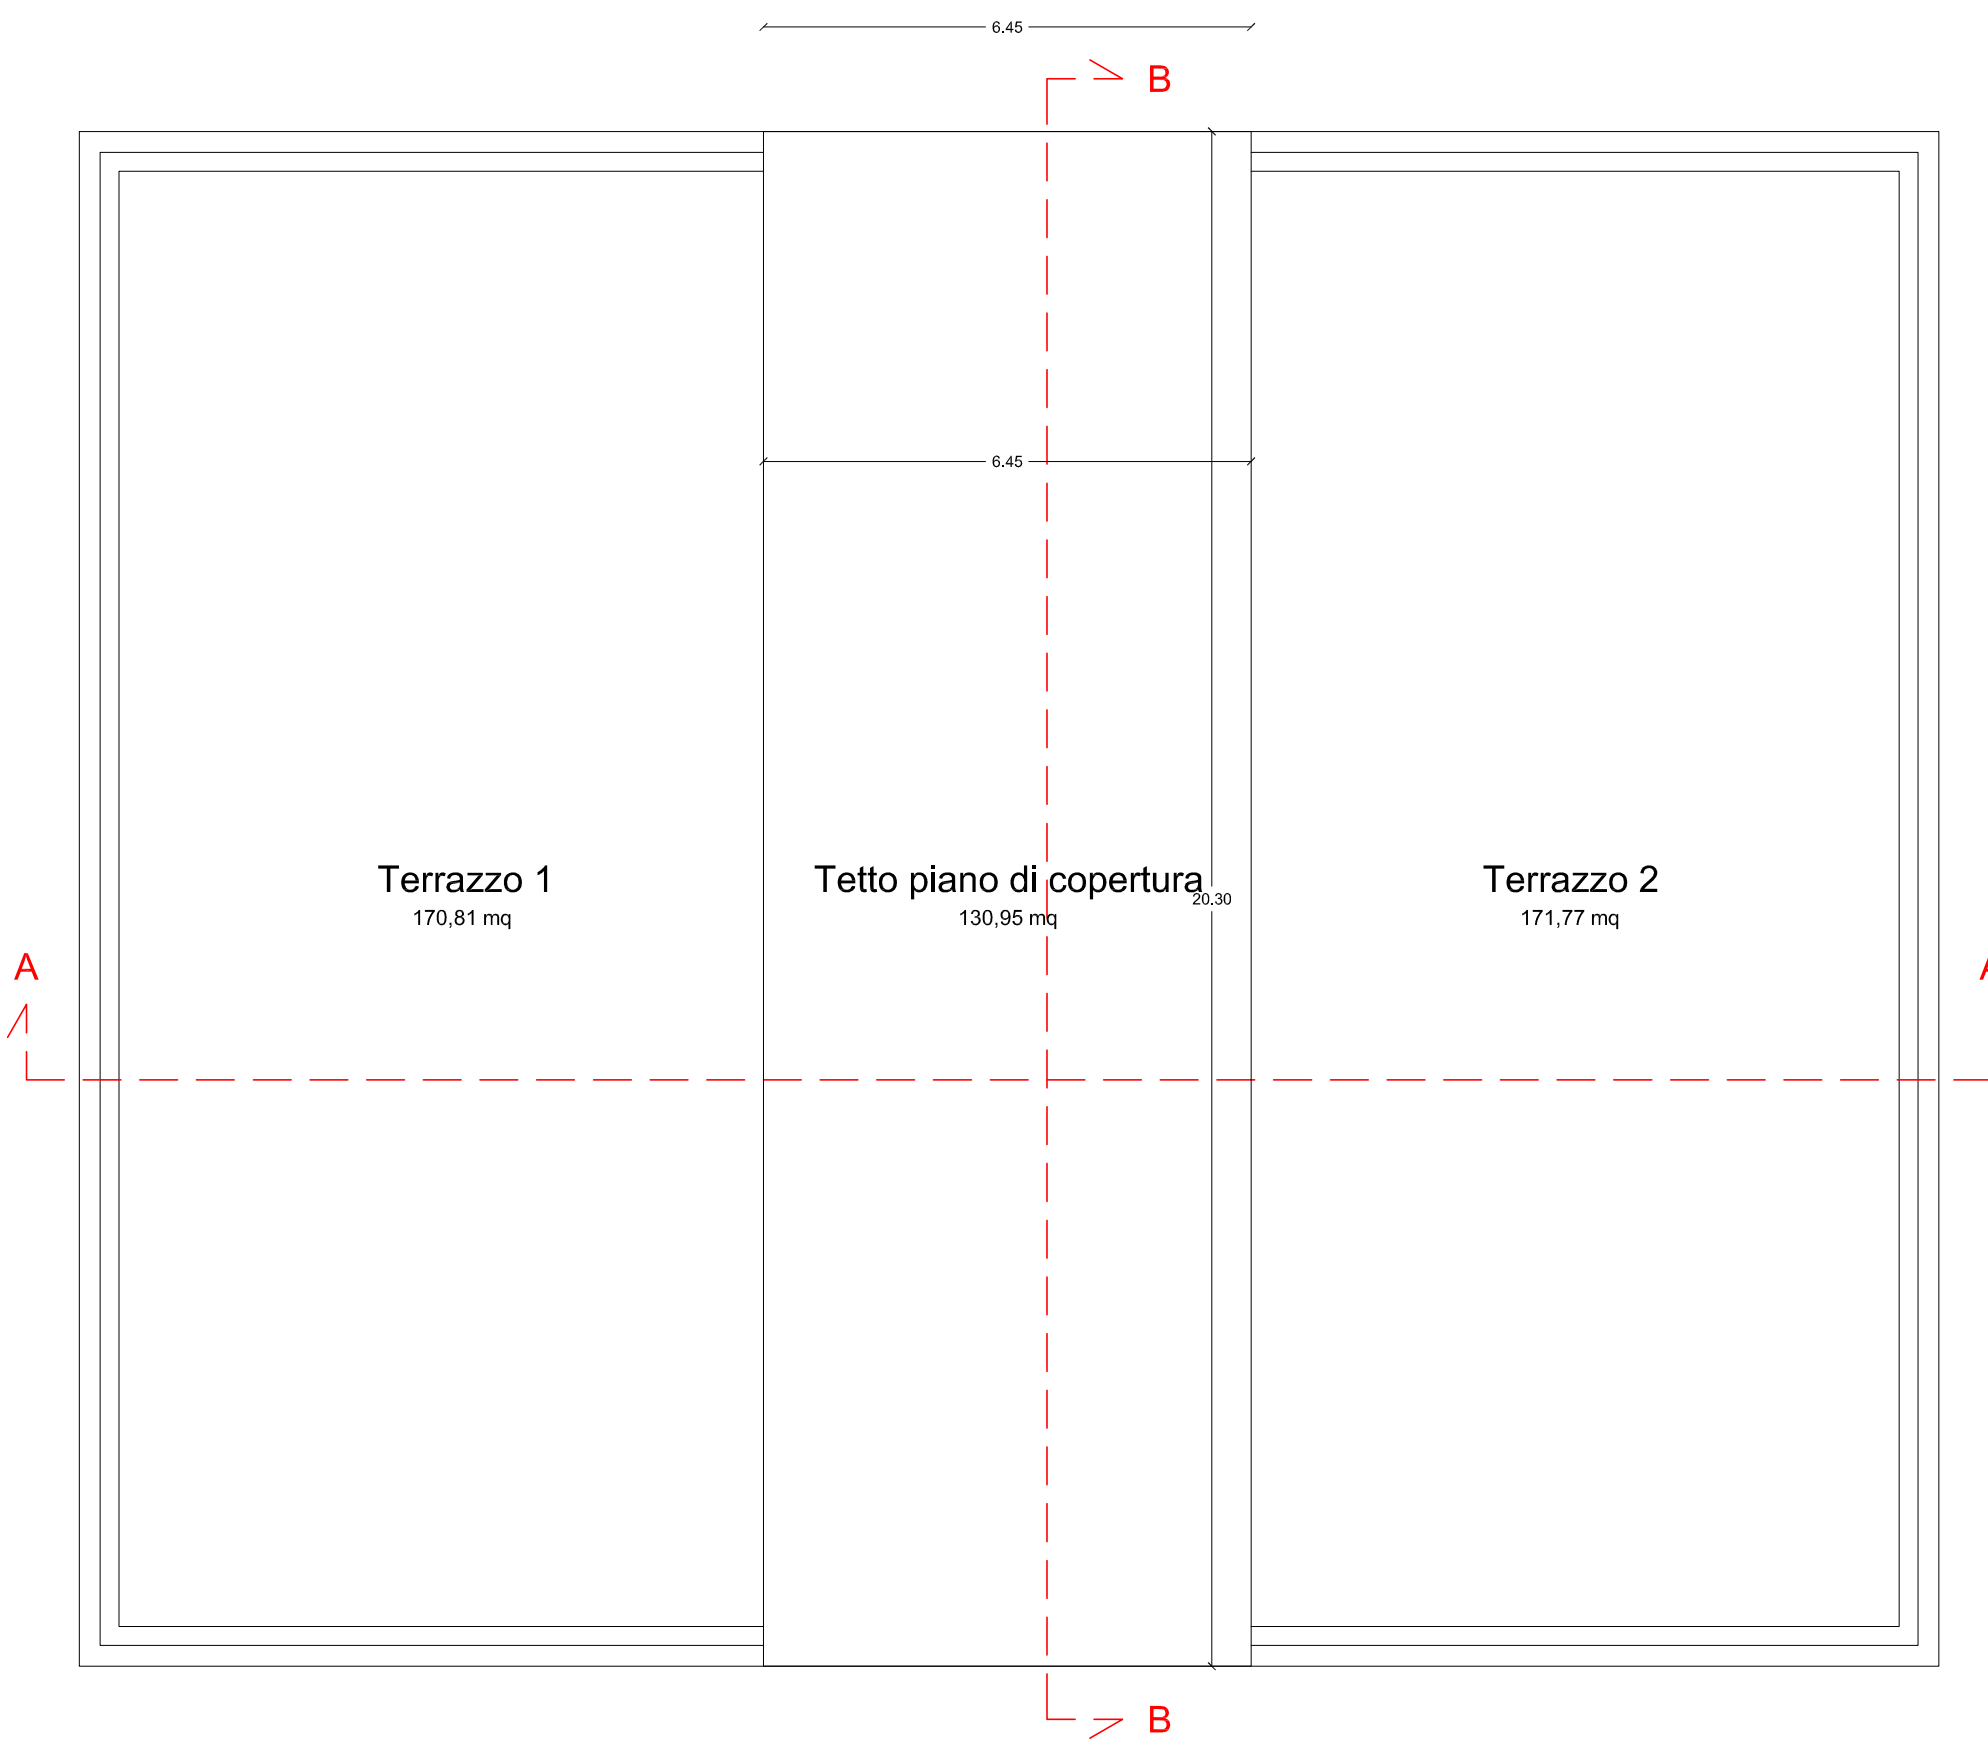 6.45
B
6.45
Terrazzo 1
170,81 mq
Tetto piano di copertura
130,95 mq
20.30
Terrazzo 2
171,77 mq
A
A
B